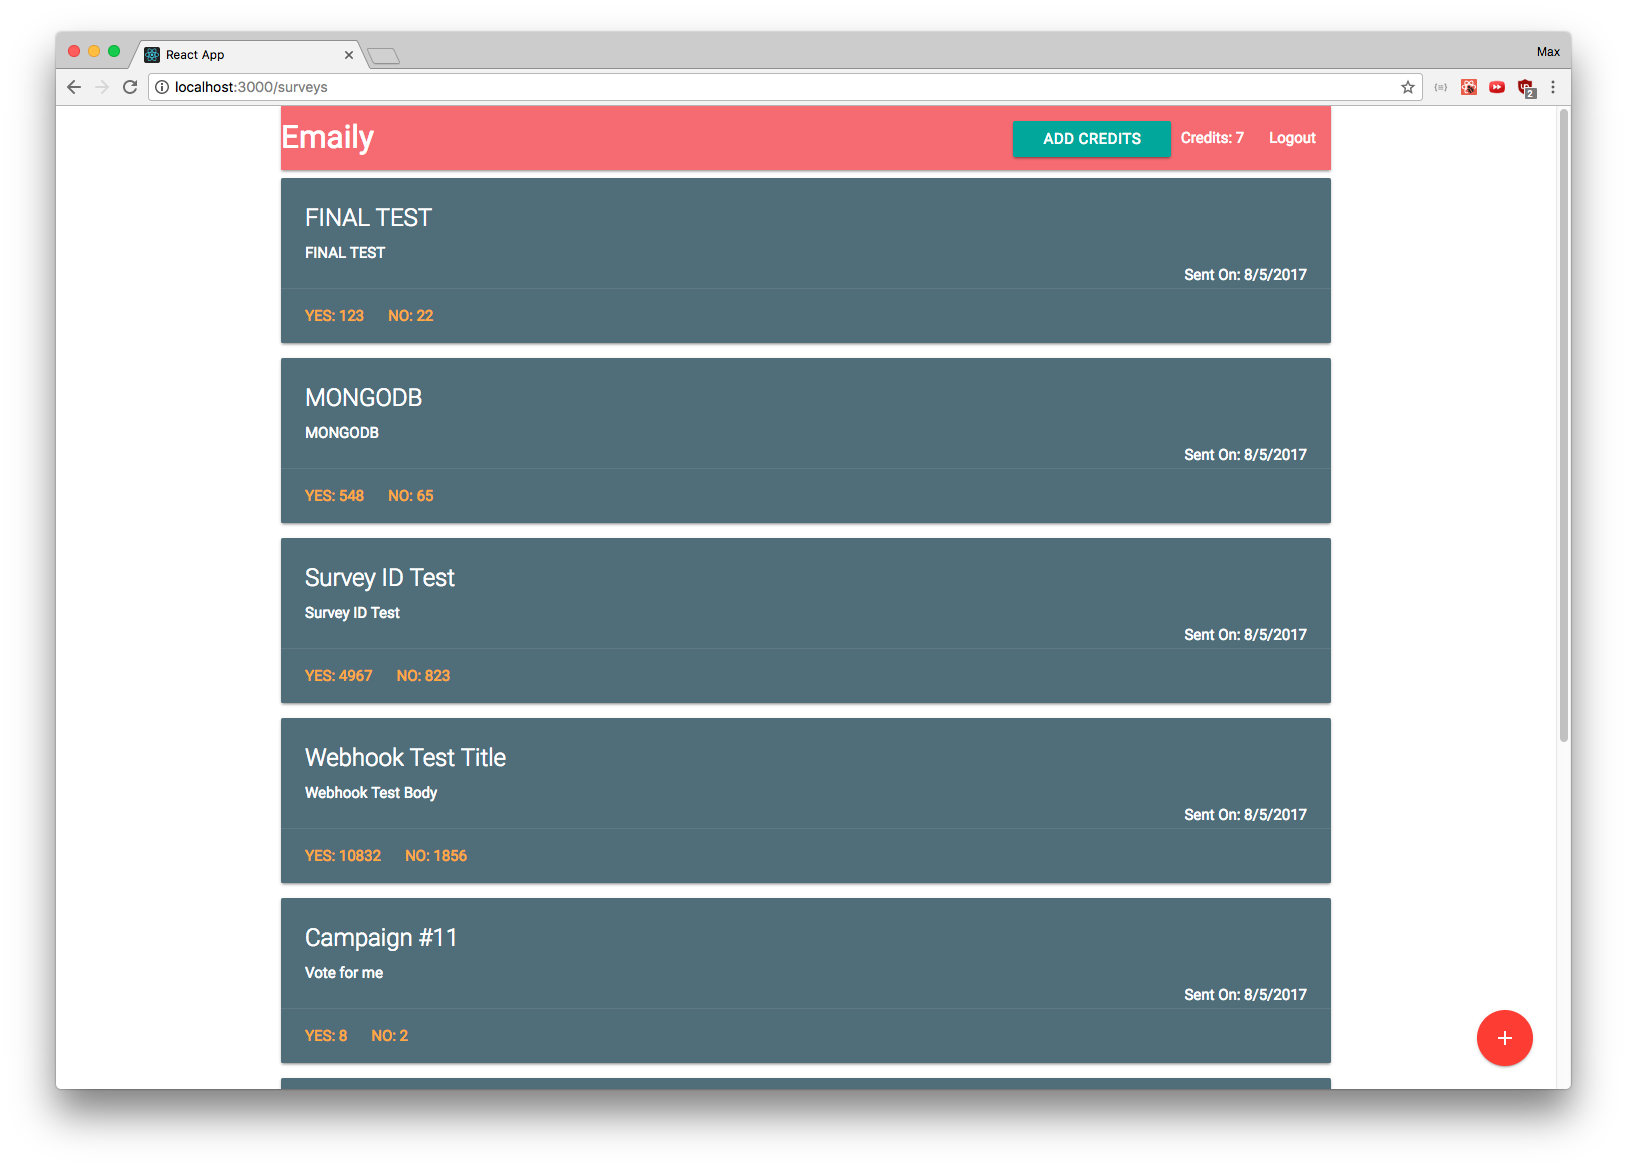 React App
Max
localhost:3000/surveys
2
Emaily
ADD CREDITS
Credits: 7
Logout
FINAL TEST
FINAL TEST
Sent On: 8/5/2017
YES: 123 NO: 22
MONGODB
MONGODB
Sent On: 8/5/2017
YES: 548 NO: 65
Survey ID Test
Survey ID Test
Sent On: 8/5/2017
YES: 4967 NO: 823
Webhook Test Title
Webhook Test Body
Sent On: 8/5/2017
YES: 10832 NO: 1856
Campaign #11
Vote for me
Sent On: 8/5/2017
YES: 8 NO: 2